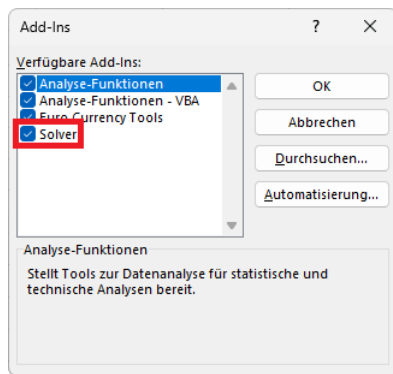 Add-Ins ?
Verfügbare Add-Ins:
Analyse-Funktionen
Analyse-Funktionen - VBA
Euro Currency Tools
Solver
OK
Abbrechen
Durchsuchen...
Automatisierung...
Analyse-Funktionen
Stellt Tools zur Datenanalyse für statistische und
technische Analysen bereit.